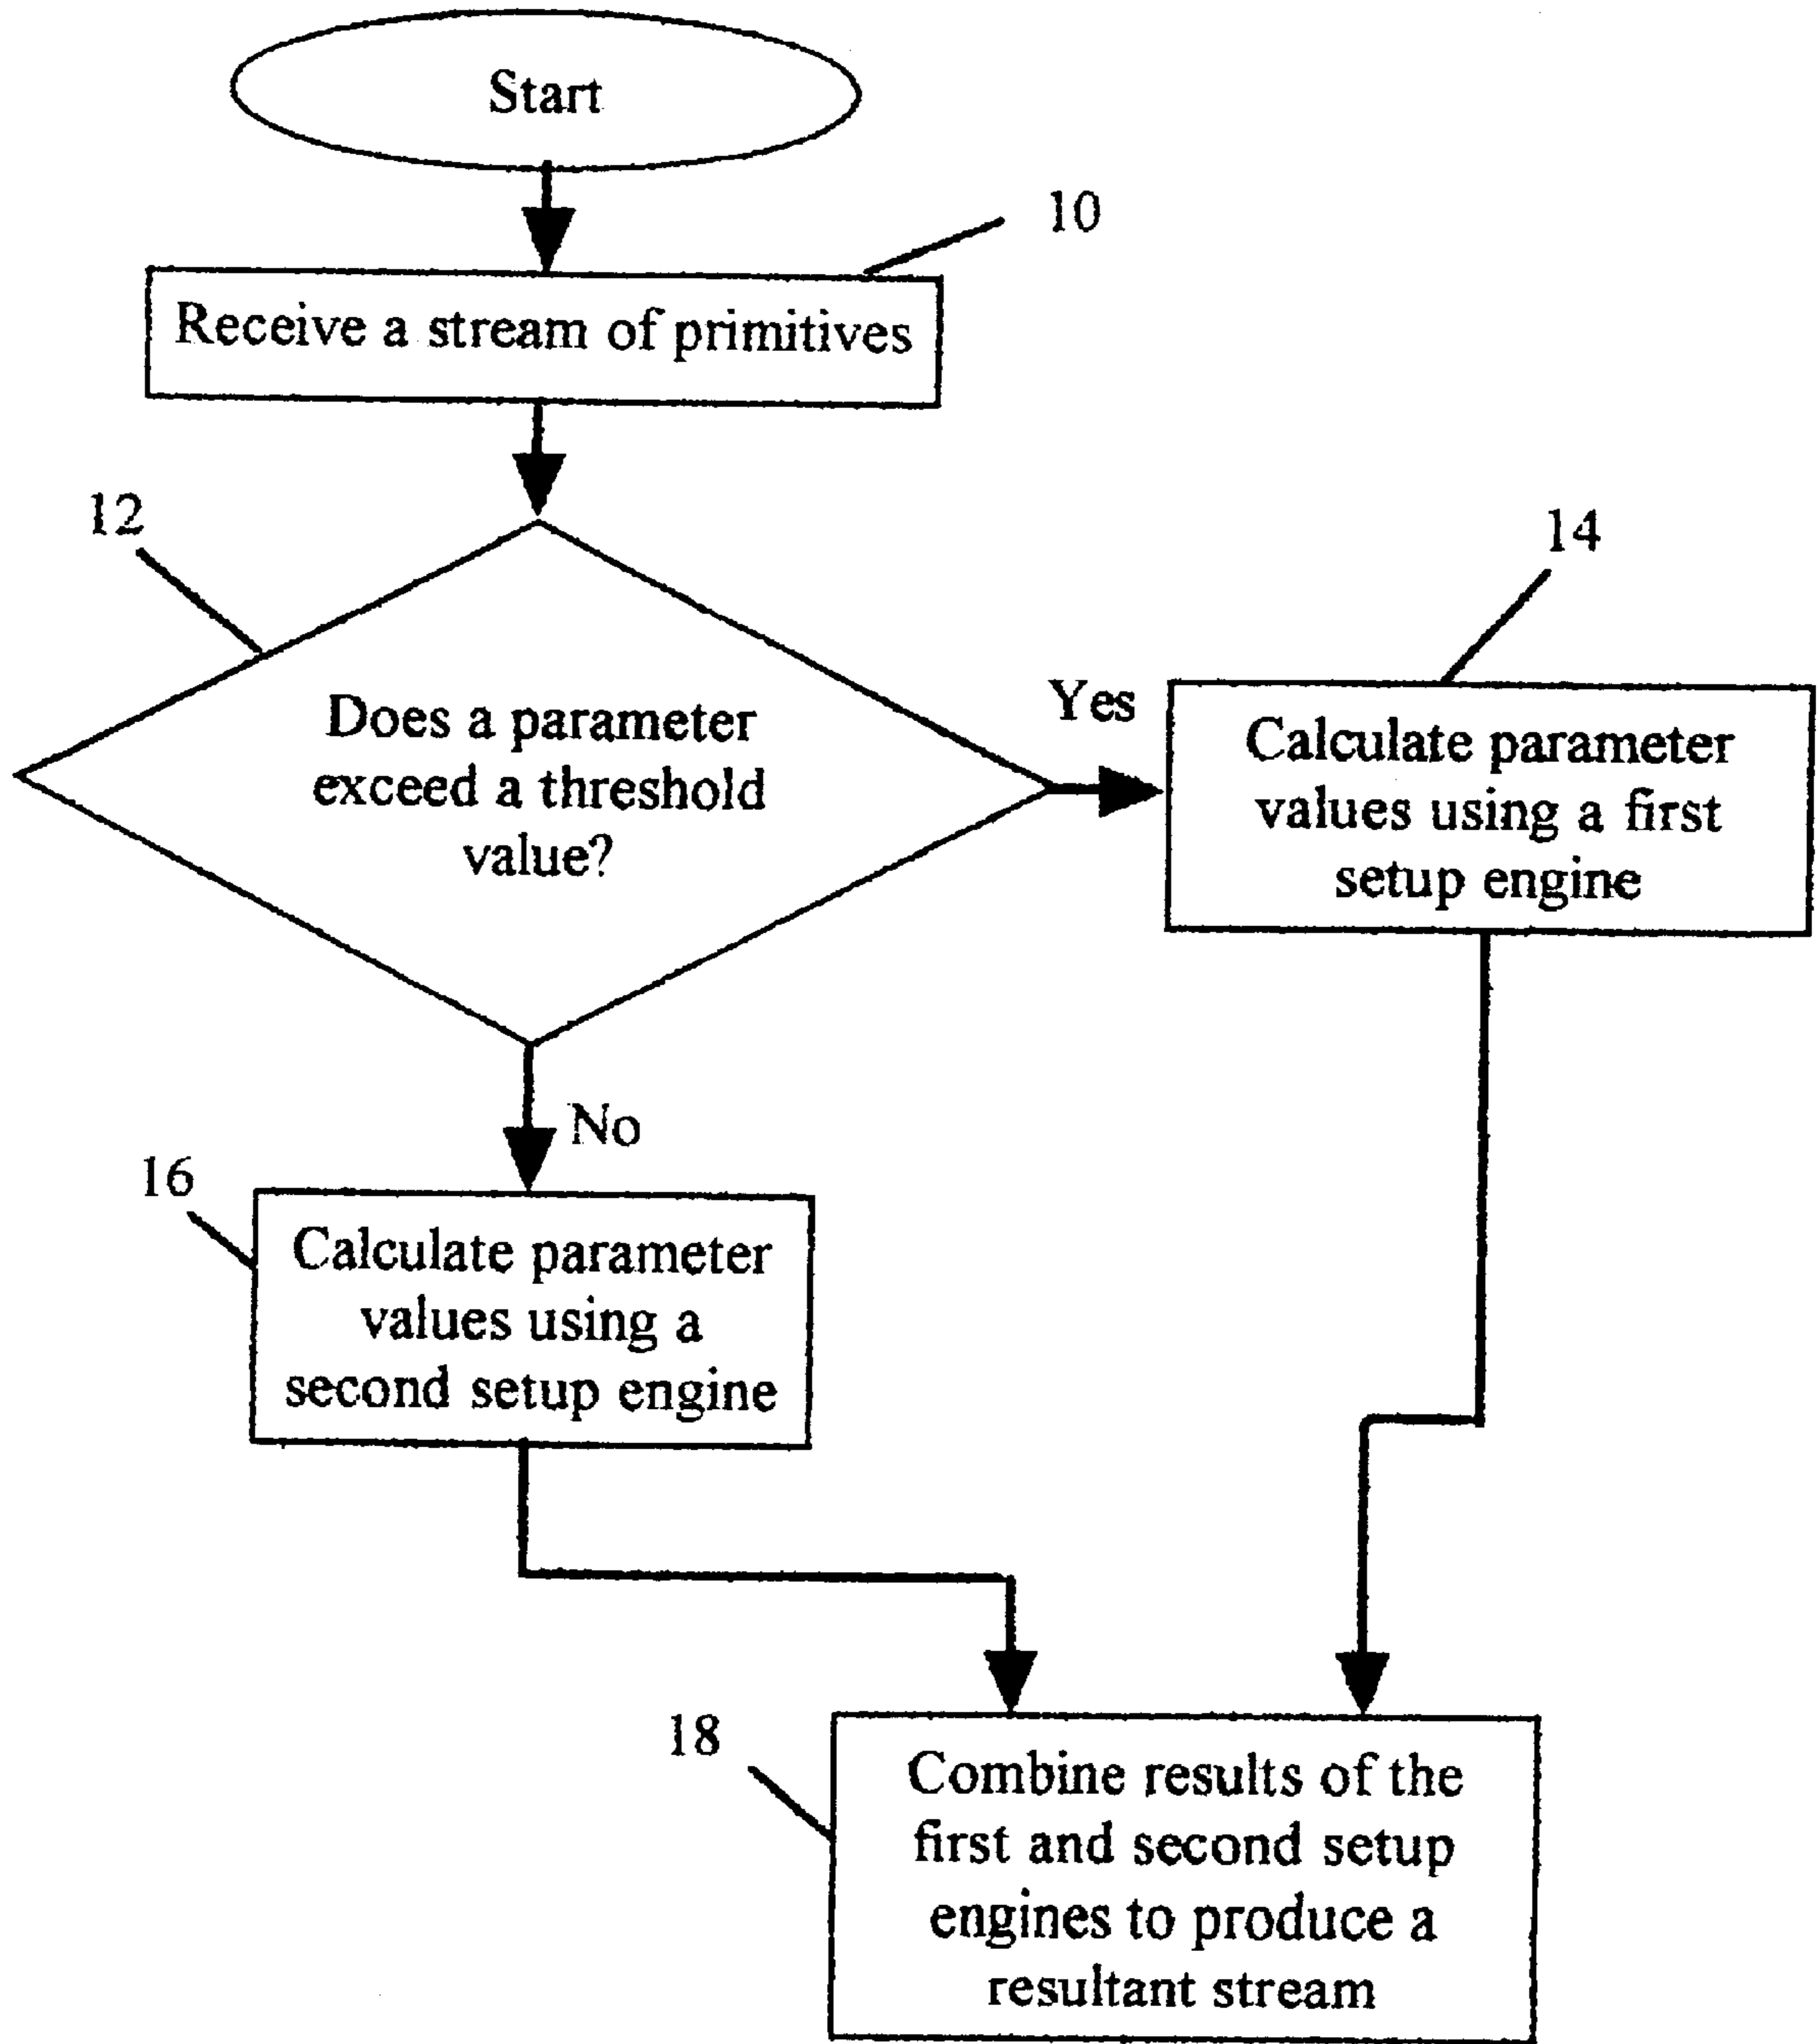 Start
10
Receive a stream of primitives
12
14
Does a parameter
exceed a threshold
value?
Yes
Calculate parameter
values using a first
setup engine
No
16
Calculate parameter
values using a
second setup engine
18
Combine results of the
first and second setup
engines to produce a
resultant stream